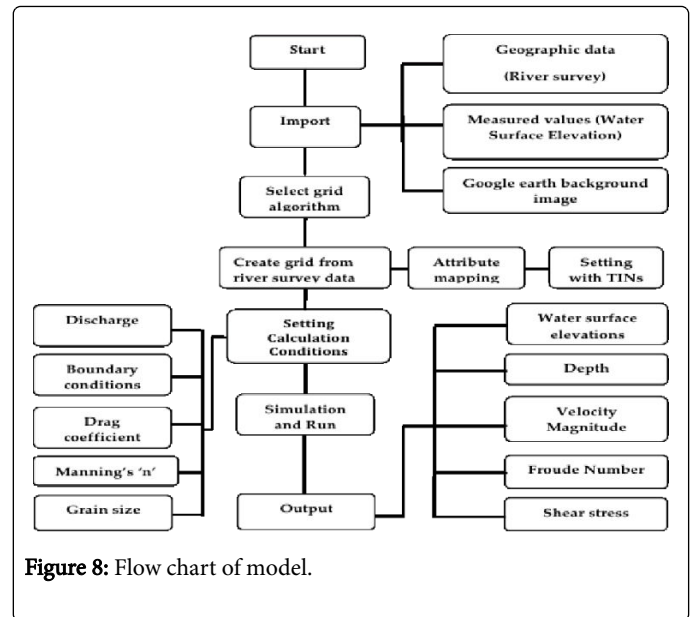 Start
Import
Geographic data
(River survey)
Measured values (Water
Surface Elevation)
Google earth background
image
Select grid
algorithm
Create grid from
river survey data
Attribute
mapping
Setting
with TINs
Setting
Calculation
Conditions
Discharge
Boundary
conditions
Drag
coefficient
Manning's 'n'
Grain size
Simulation
and Run
Output
Water surface
elevations
Depth
Velocity
Magnitude
Froude Number
Shear stress
Figure 8: Flow chart of model.